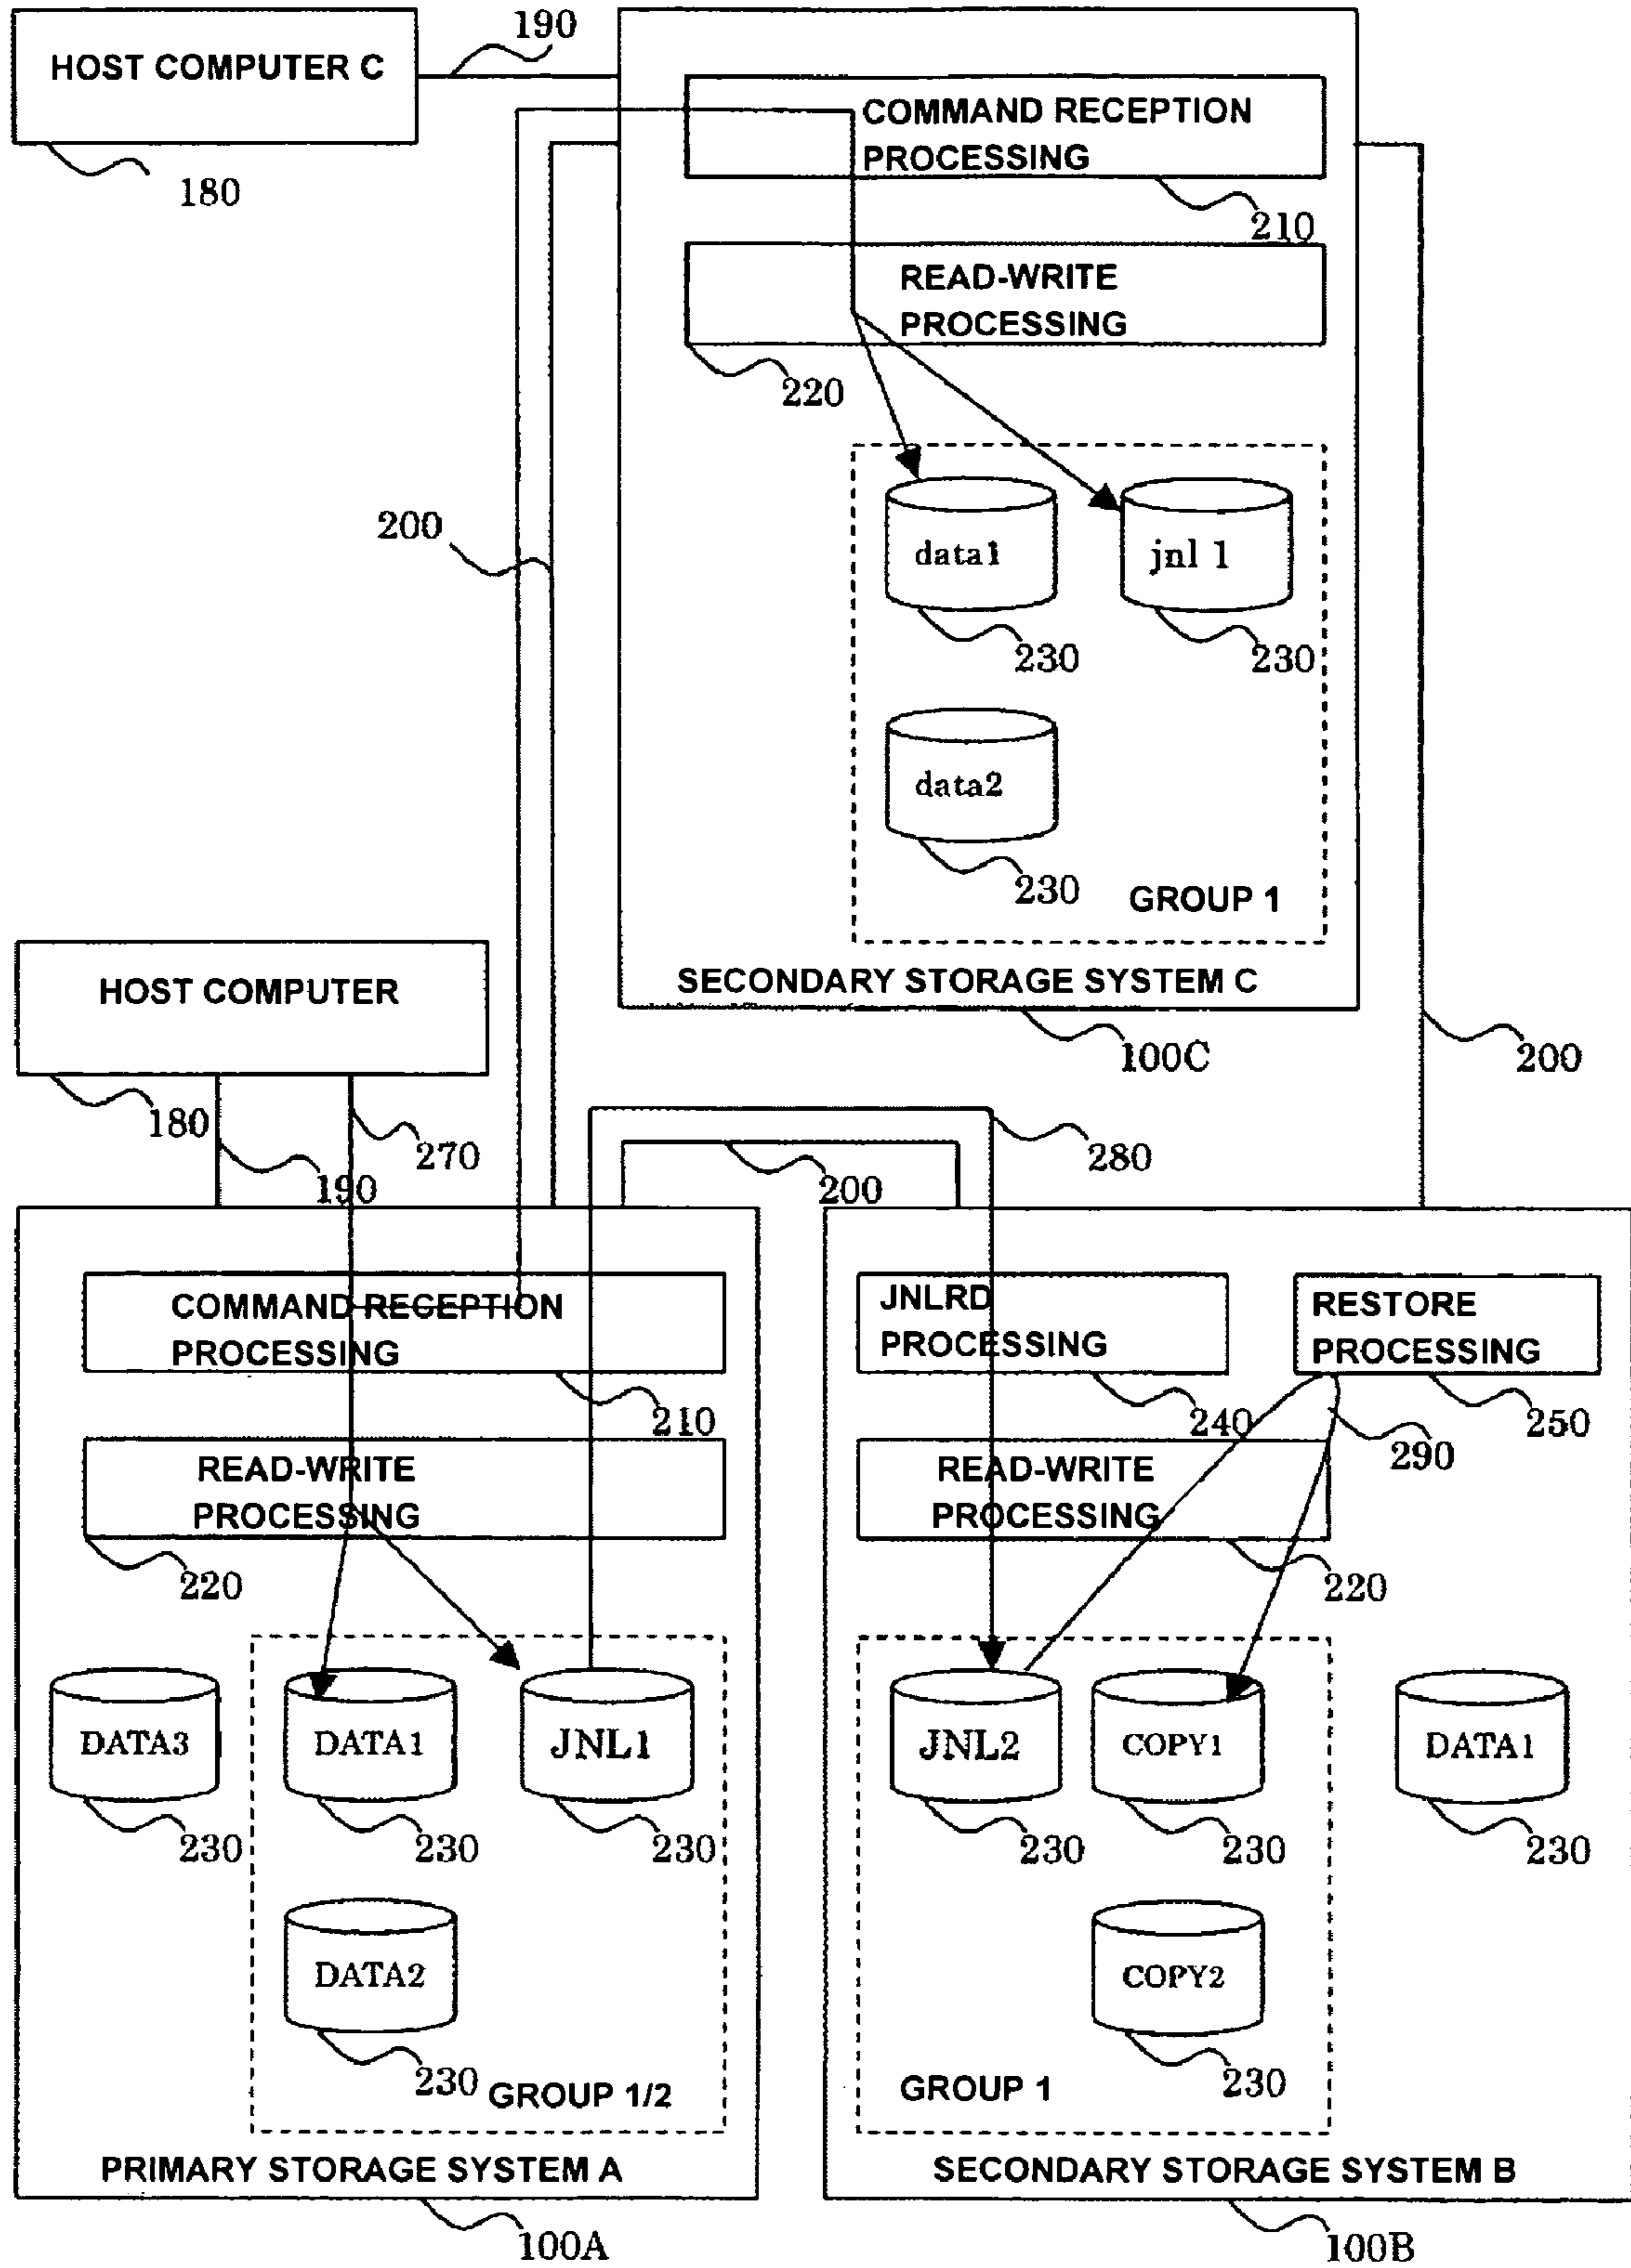 190
HOST COMPUTER C
180
COMMAND RECEPTION
PROCESSING
210
READ-WRITE
PROCESSING
220
200
data1
jnl 1
230
230
data2
230
GROUP 1
SECONDARY STORAGE SYSTEM C
100C
200
HOST COMPUTER
180
190
270
280
200
COMMAND RECEPTION
PROCESSING
210
READ-WRITE
PROCESSING
220
DATA3
DATA1
JNL1
230
230
230
DATA2
230
GROUP 1/2
PRIMARY STORAGE SYSTEM A
100A
JNLRD
PROCESSING
240
RESTORE
PROCESSING
250
290
READ-WRITE
PROCESSING
220
JNL2
COPY1
DATA1
230
230
230
COPY2
230
GROUP 1
SECONDARY STORAGE SYSTEM B
100B